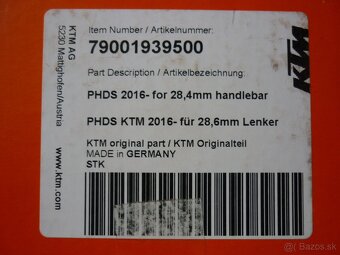 Item Number / Artikelnummer:
79001939500
Part Description / Artikelbezeichnung:
PHDS 2016- for 28,4mm handlebar
PHDS KTM 2016- für 28,6mm Lenker
KTM original part / KTM Originalteil
MADE in GERMANY
STK
KTM AG
5230 Mattighofen/Austria
www.ktm.com
KTM
Bazos.sk